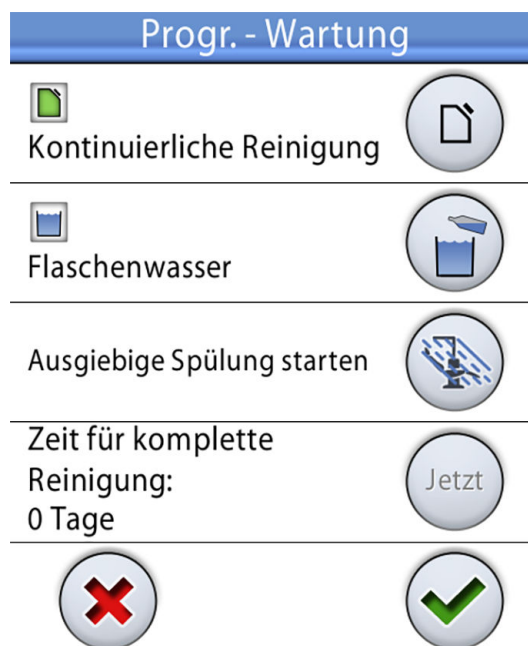 Progr. - Wartung
Kontinuierliche Reinigung
Flaschenwasser
Ausgiebige Spülung starten
Zeit für komplette
Reinigung:
0 Tage
Jetzt